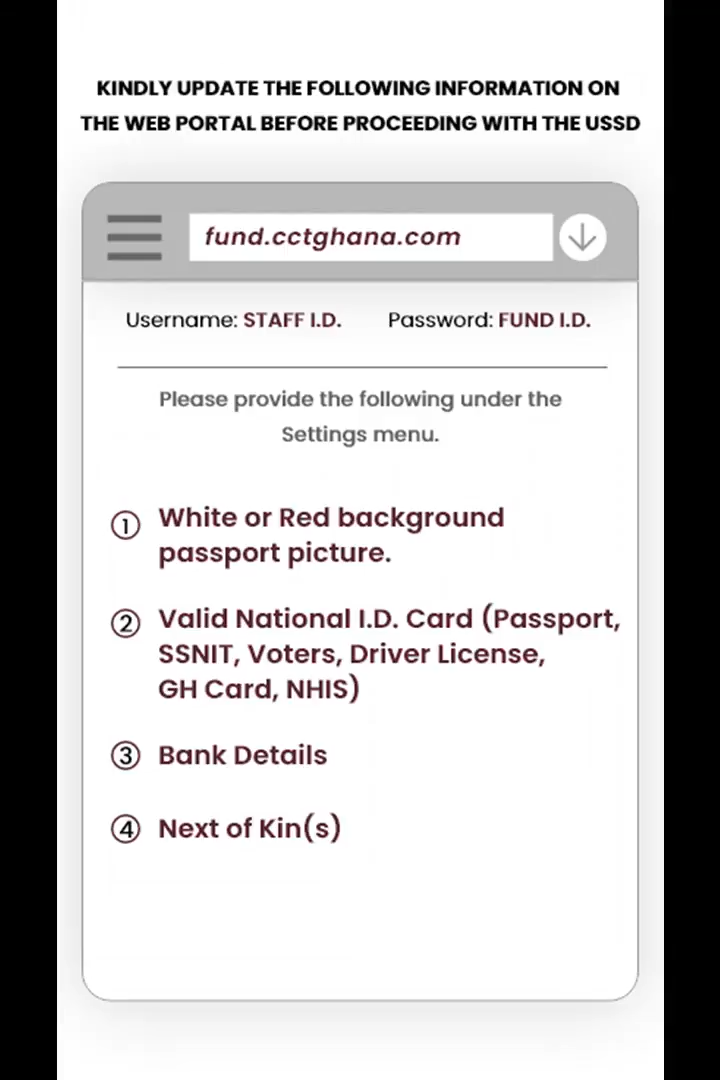 KINDLY UPDATE THE FOLLOWING INFORMATION ON
THE WEB PORTAL BEFORE PROCEEDING WITH THE USSD
fund.cctghana.com
Username: STAFF I.D. Password: FUND I.D.
Please provide the following under the
Settings menu.
1 White or Red background
passport picture.
2 Valid National I.D. Card (Passport,
SSNIT, Voters, Driver License,
GH Card, NHIS)
3 Bank Details
4 Next of Kin(s)